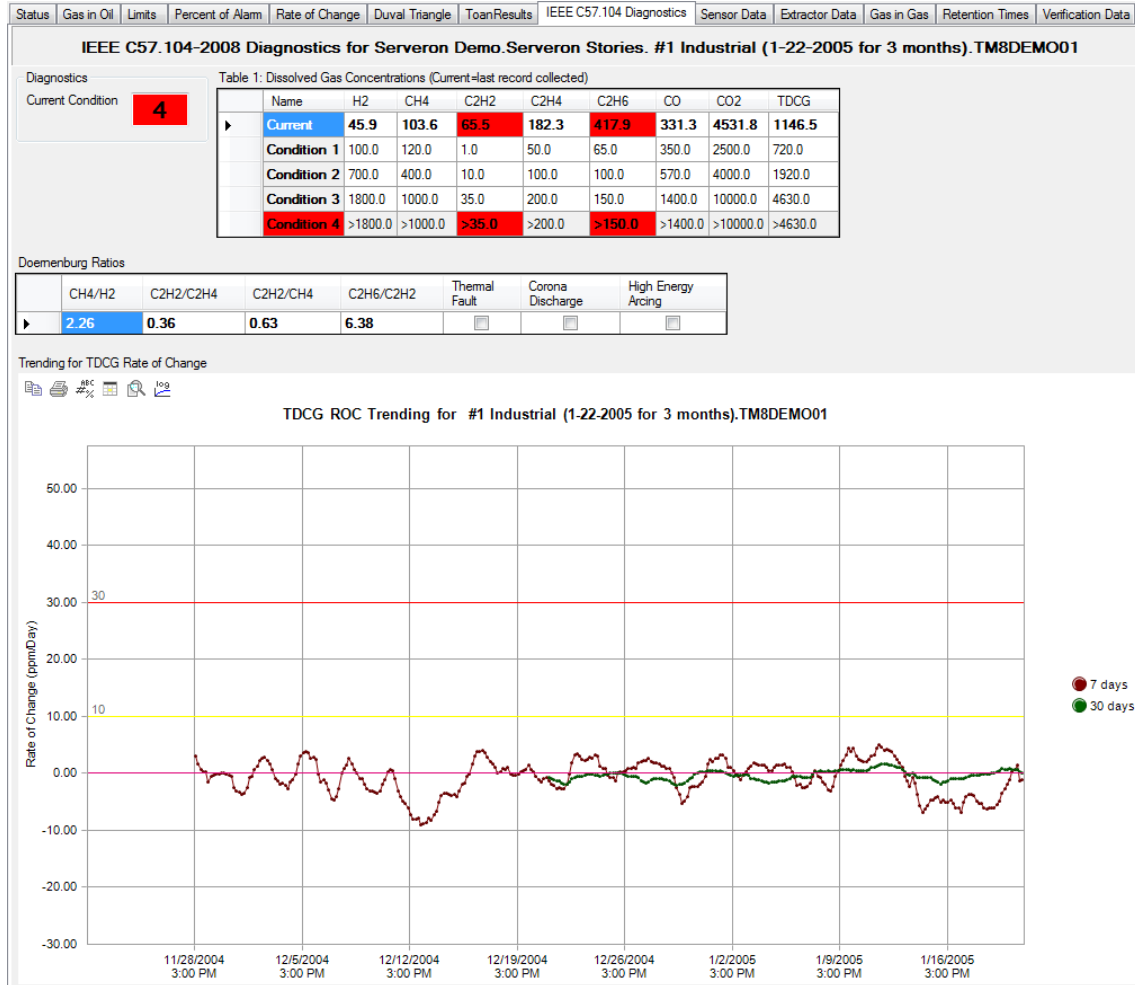 Status Gas in Oil Limits Percent of Alarm Rate of Change Duval Triangle ToanResults IEEE C57.104 Diagnostics Sensor Data Extractor Data Gas in Gas Retention Times Verification Data
IEEE C57.104-2008 Diagnostics for Serveron Demo.Serveron Stories. #1 Industrial (1-22-2005 for 3 months).TM8DEMO01
Diagnostics
Current Condition
4
Table 1: Dissolved Gas Concentrations (Current=last record collected)
Name H2 CH4 C2H2 C2H4 C2H6 CO CO2 TDCG
Current 45.9 103.6 65.5 182.3 417.9 331.3 4531.8 1146.5
Condition 1 100.0 120.0 1.0 50.0 65.0 350.0 2500.0 720.0
Condition 2 700.0 400.0 10.0 100.0 100.0 570.0 4000.0 1920.0
Condition 3 1800.0 1000.0 35.0 200.0 150.0 1400.0 10000.0 4630.0
Condition 4 >1800.0 >1000.0 >35.0 >200.0 >150.0 >1400.0 >10000.0 >4630.0
Doernenburg Ratios
CH4/H2 C2H2/C2H4 C2H2/CH4 C2H6/C2H2 Thermal Fault Corona Discharge High Energy Arcing
2.26 0.36 0.63 6.38
Trending for TDCG Rate of Change
ABC #% log
TDCG ROC Trending for #1 Industrial (1-22-2005 for 3 months).TM8DEMO01
Rate of Change (ppm/Day)
50.00
40.00
30.00
30
20.00
10.00
10
0.00
-10.00
-20.00
-30.00
7 days
30 days
11/28/2004 12/5/2004 12/12/2004 12/19/2004 12/26/2004 1/2/2005 1/9/2005 1/16/2005
3:00 PM 3:00 PM 3:00 PM 3:00 PM 3:00 PM 3:00 PM 3:00 PM 3:00 PM